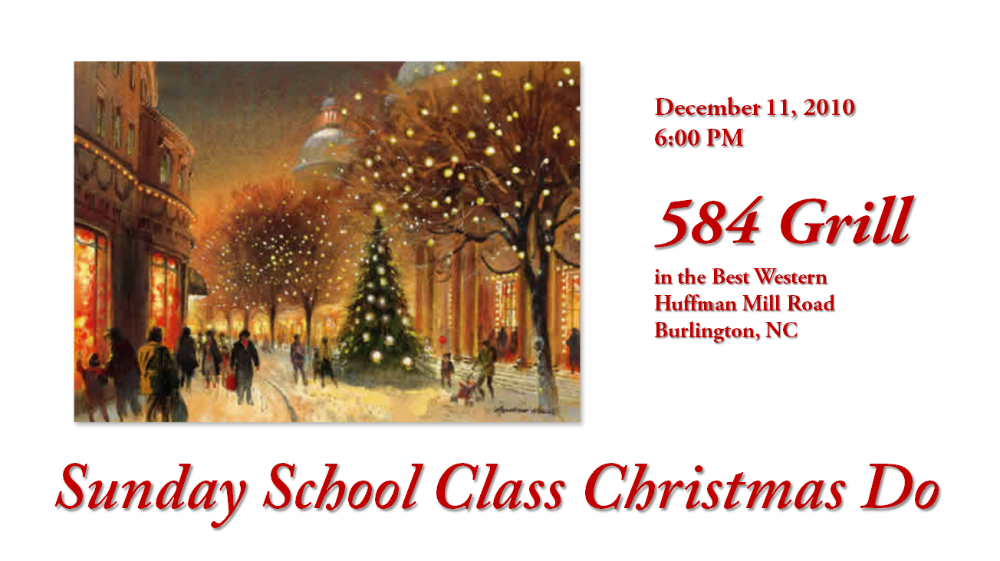 December 11, 2010
6:00 PM
584 Grill
in the Best Western
Huffman Mill Road
Burlington, NC
Sunday School Class Christmas Do